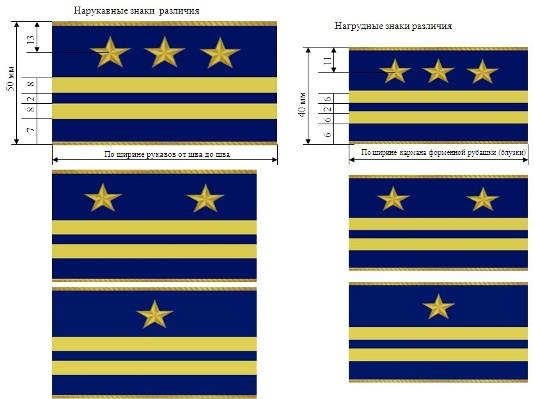 Нарукавные знаки различия
13
50 мм
8
2
8
7
По ширине рукавов от шва до шва
Нагрудные знаки различия
11
40 мм
6
2
6
6
По ширине кармана форменной рубашки (блузки)